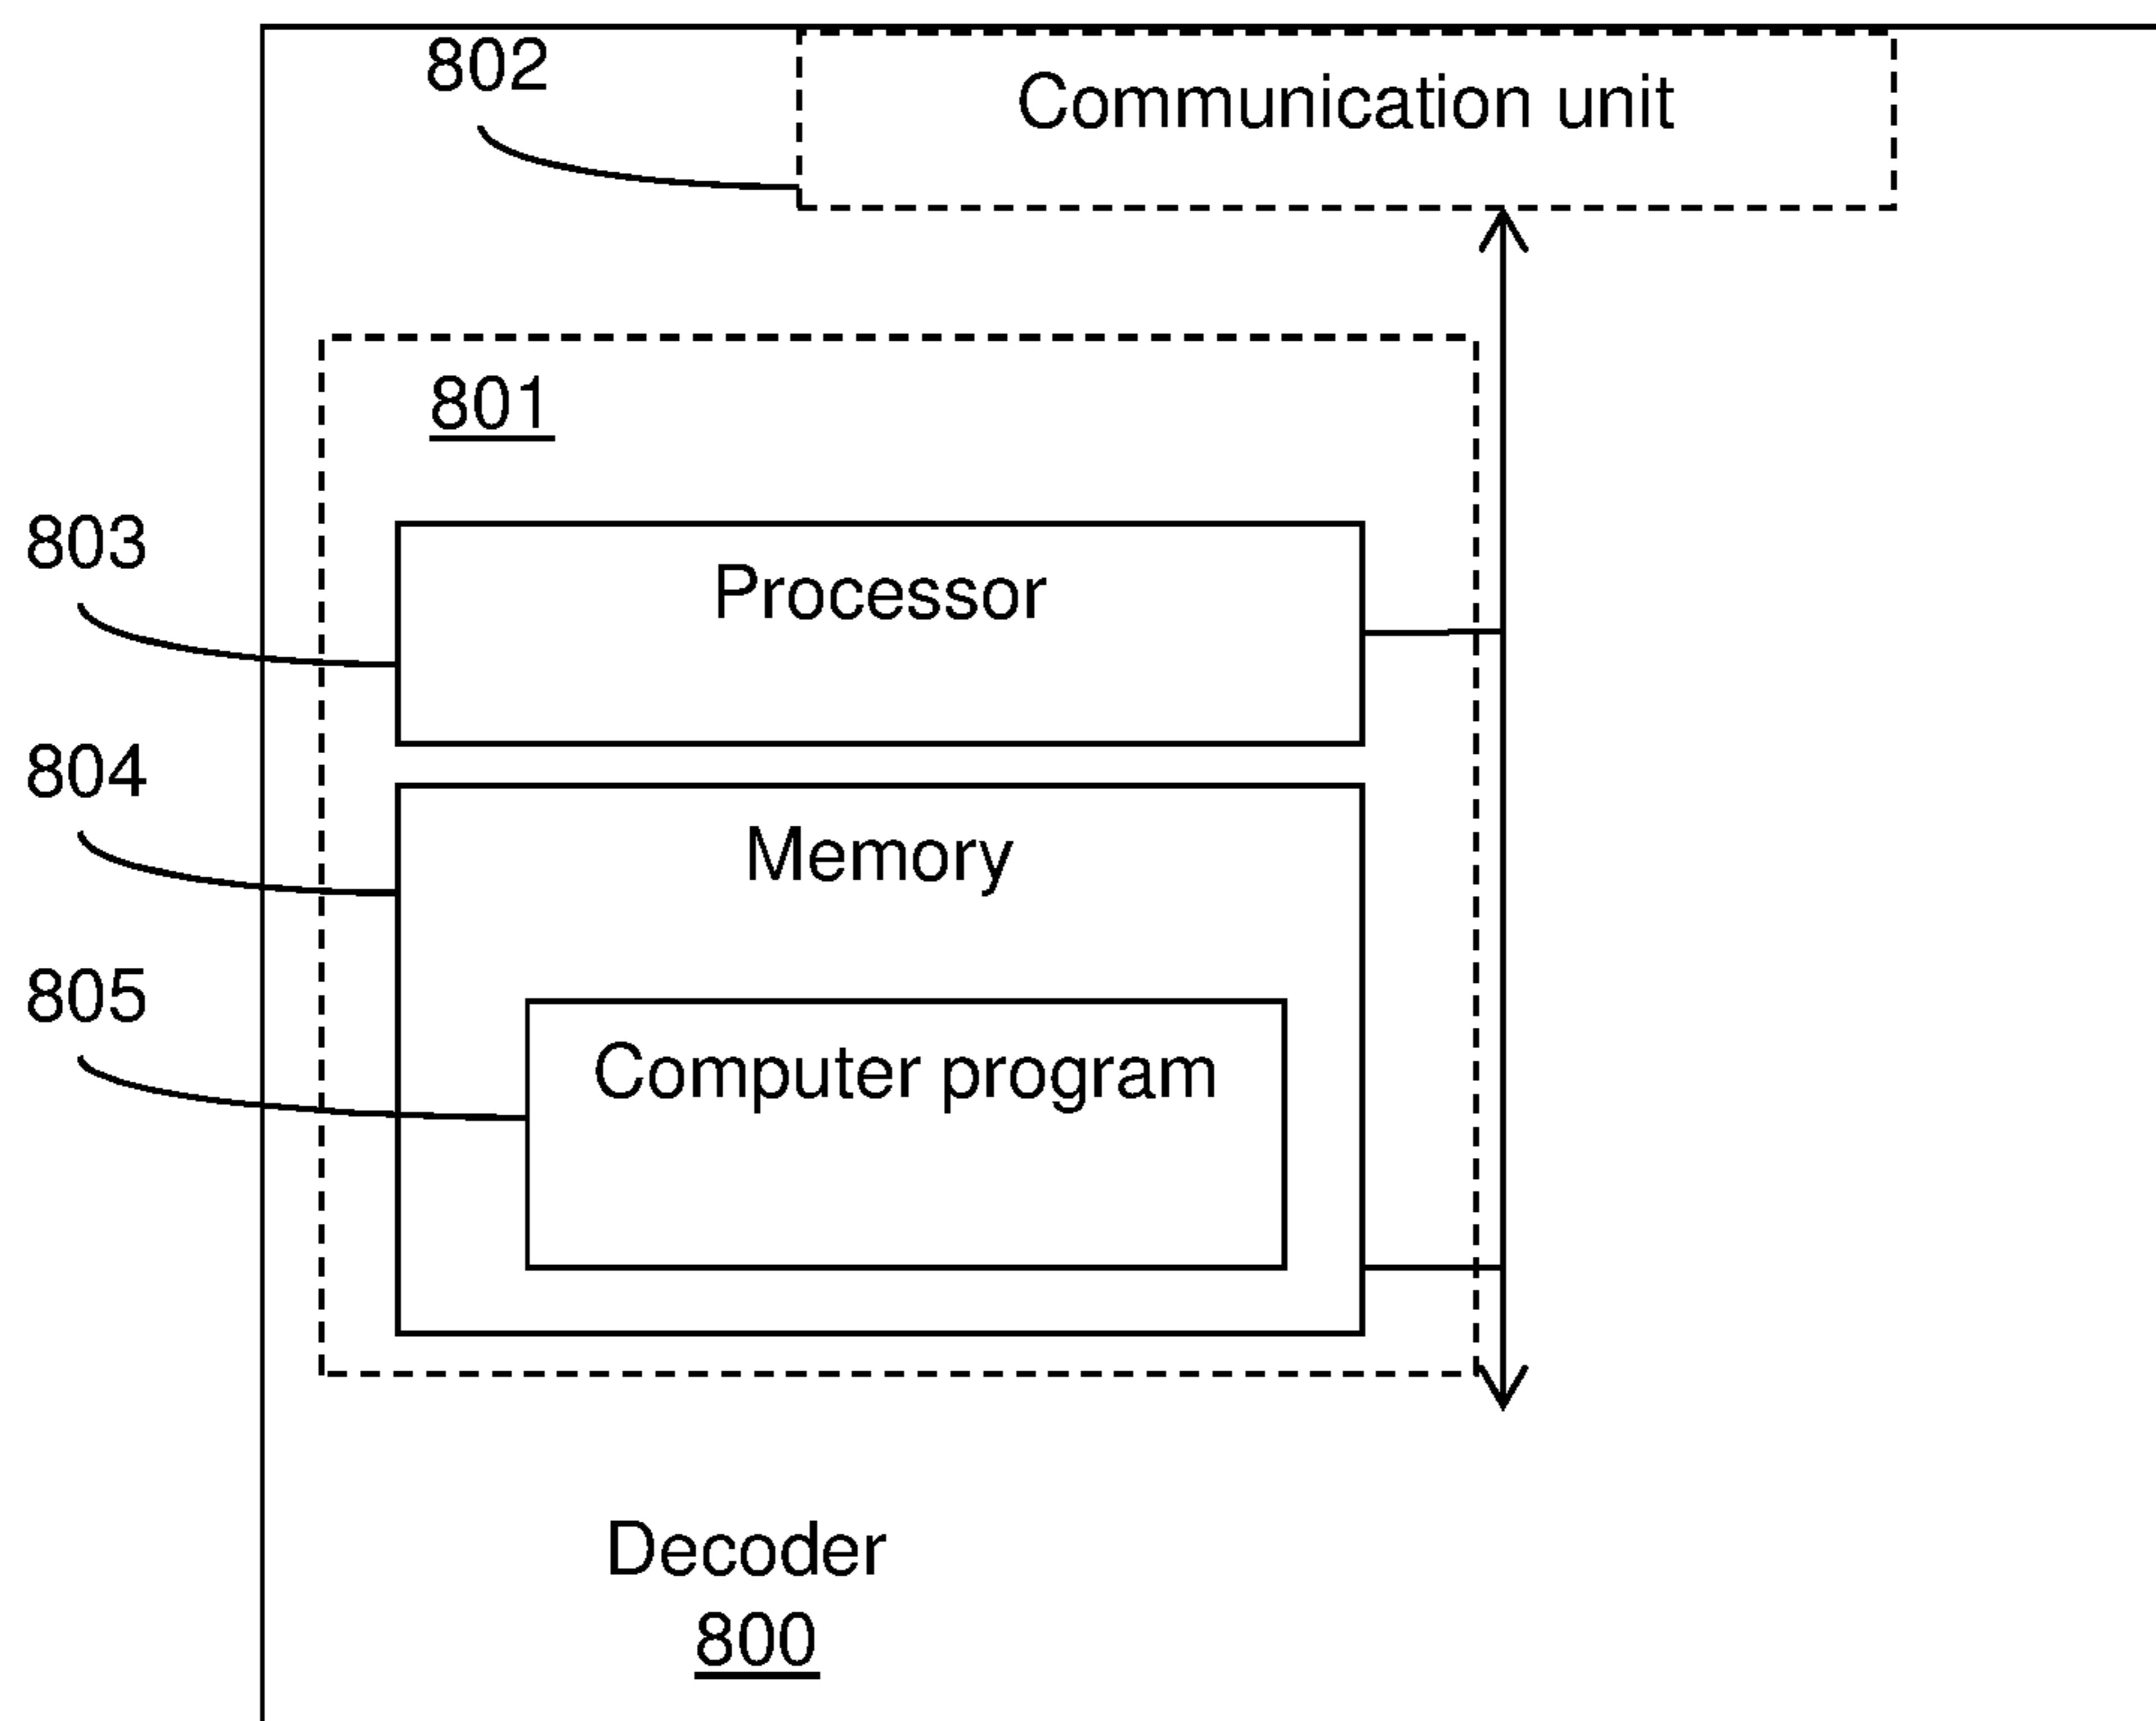 802
Communication unit
801
803
Processor
804
Memory
805
Computer program
Decoder
800